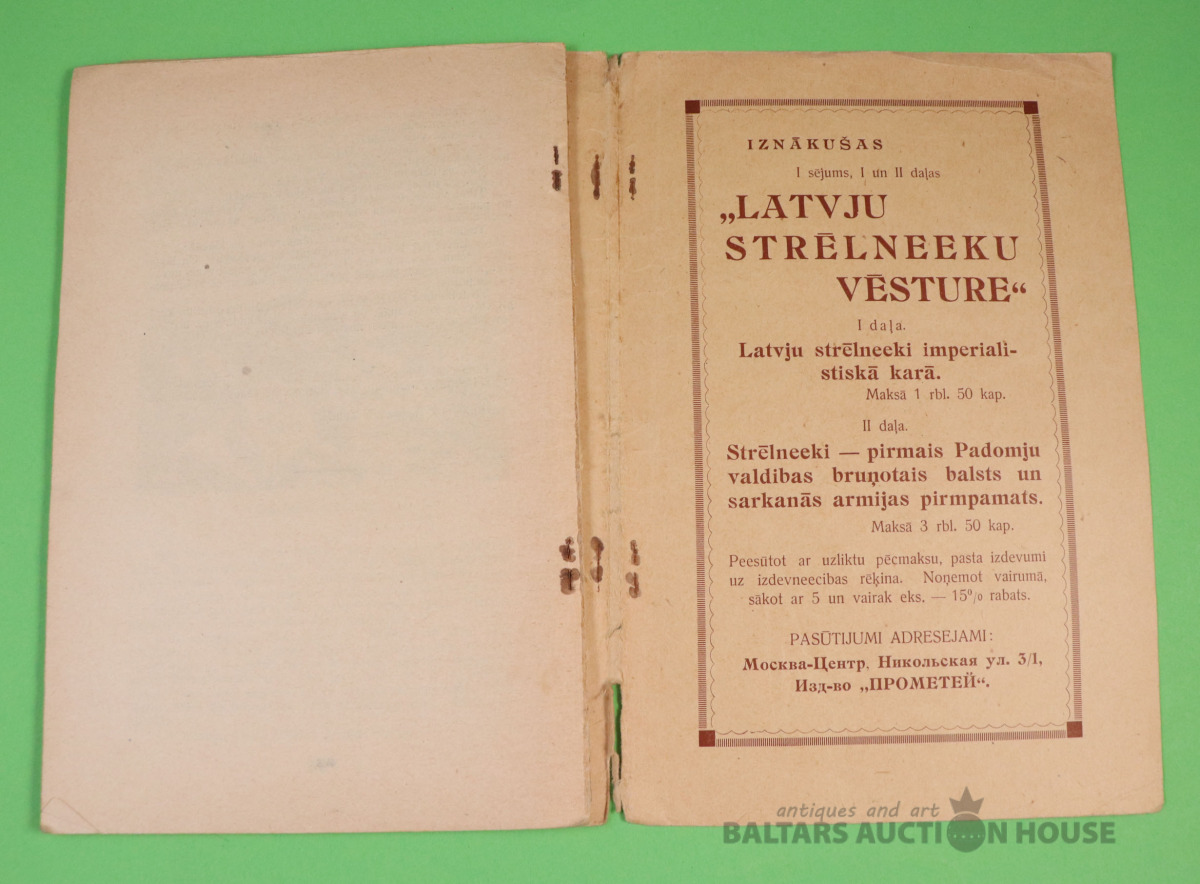 IZNĀKUŠAS
I sējums, I un II daļas
„LATVJU
STRĒLNEEKU
VĒSTURE“
I daļa.
Latvju strēlneeki imperiali-
stiskā karā.
Maksā 1 rbl. 50 kap.
II daļa.
Strēlneeki — pirmais Padomju
valdibas bruņotais balsts un
sarkanās armijas pirmpamats.
Maksā 3 rbl. 50 kap.
Peesūtot ar uzliktu pēcmaksu, pasta izdevumi
uz izdevneecibas rēķina. Noņemot vairumā,
sākot ar 5 un vairak eks. — 15% rabats.
PASŪTIJUMI ADRESEJAMI:
Москва-Центр, Никольская ул. 3/1,
Изд-во „ПРОМЕТЕЙ“.
antiques and art
BALTARS AUCTION HOUSE